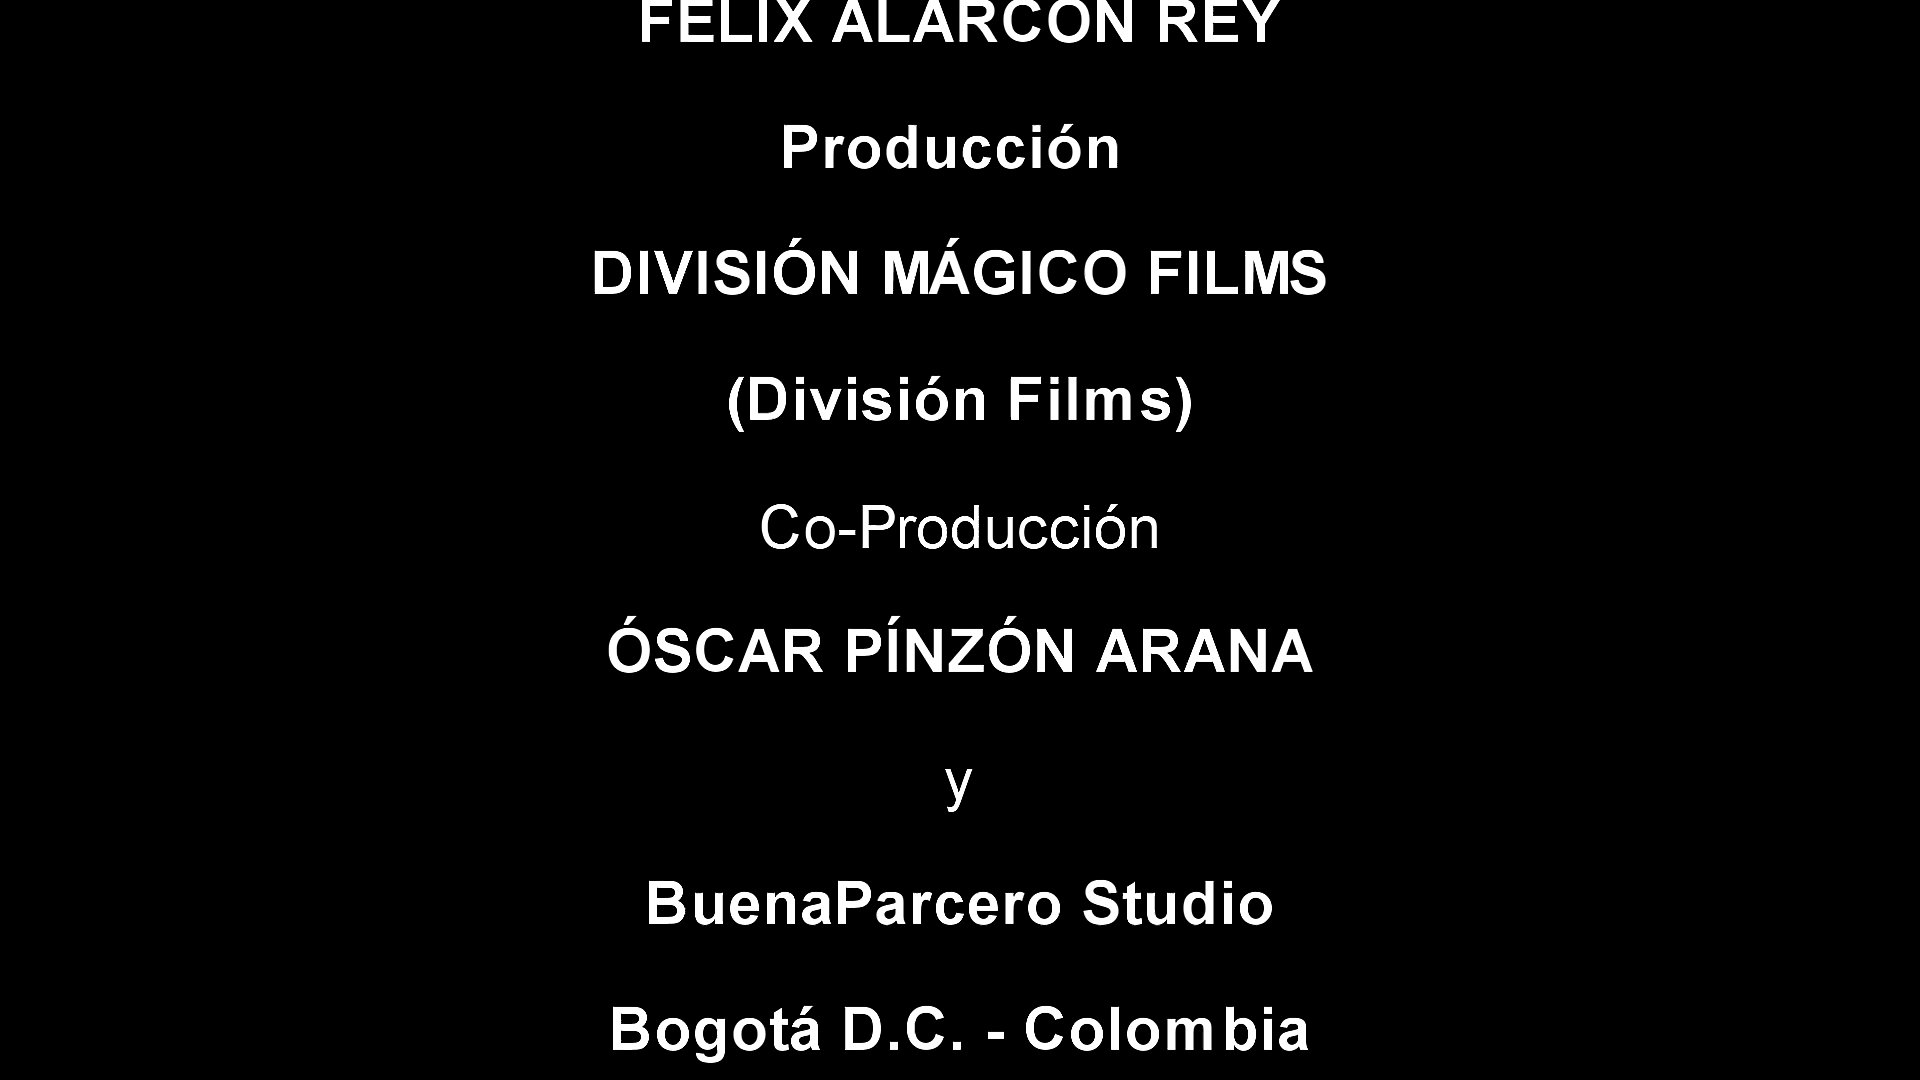 FELIX ALARCON REY
Producción
DIVISIÓN MÁGICO FILMS
(División Films)
Co-Producción
ÓSCAR PÍNZÓN ARANA
y
BuenaParcero Studio
Bogotá D.C. - Colombia